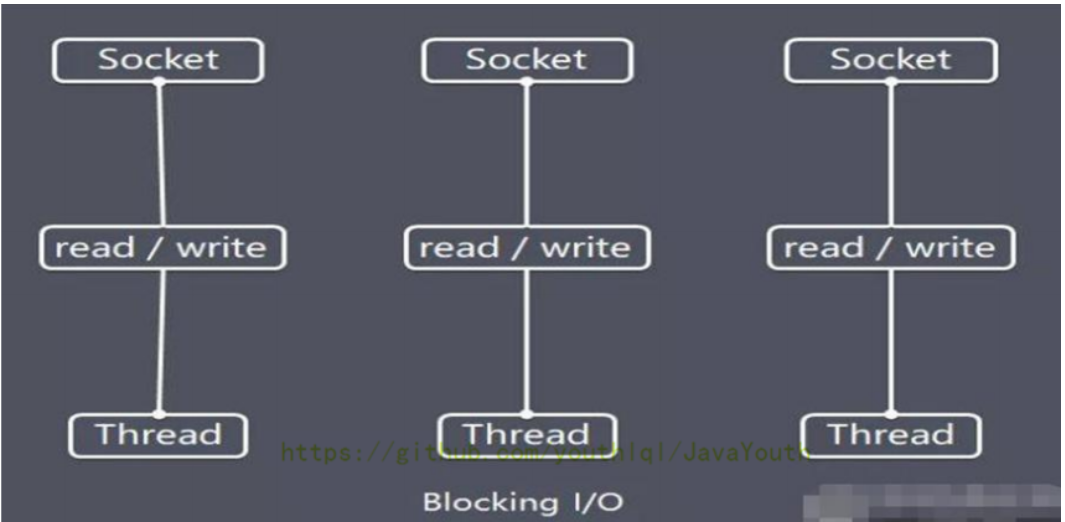 Socket Socket Socket
read / write read / write read / write
Thread Thread Thread
https://github.com/youthlql/JavaYouth
Blocking I/O